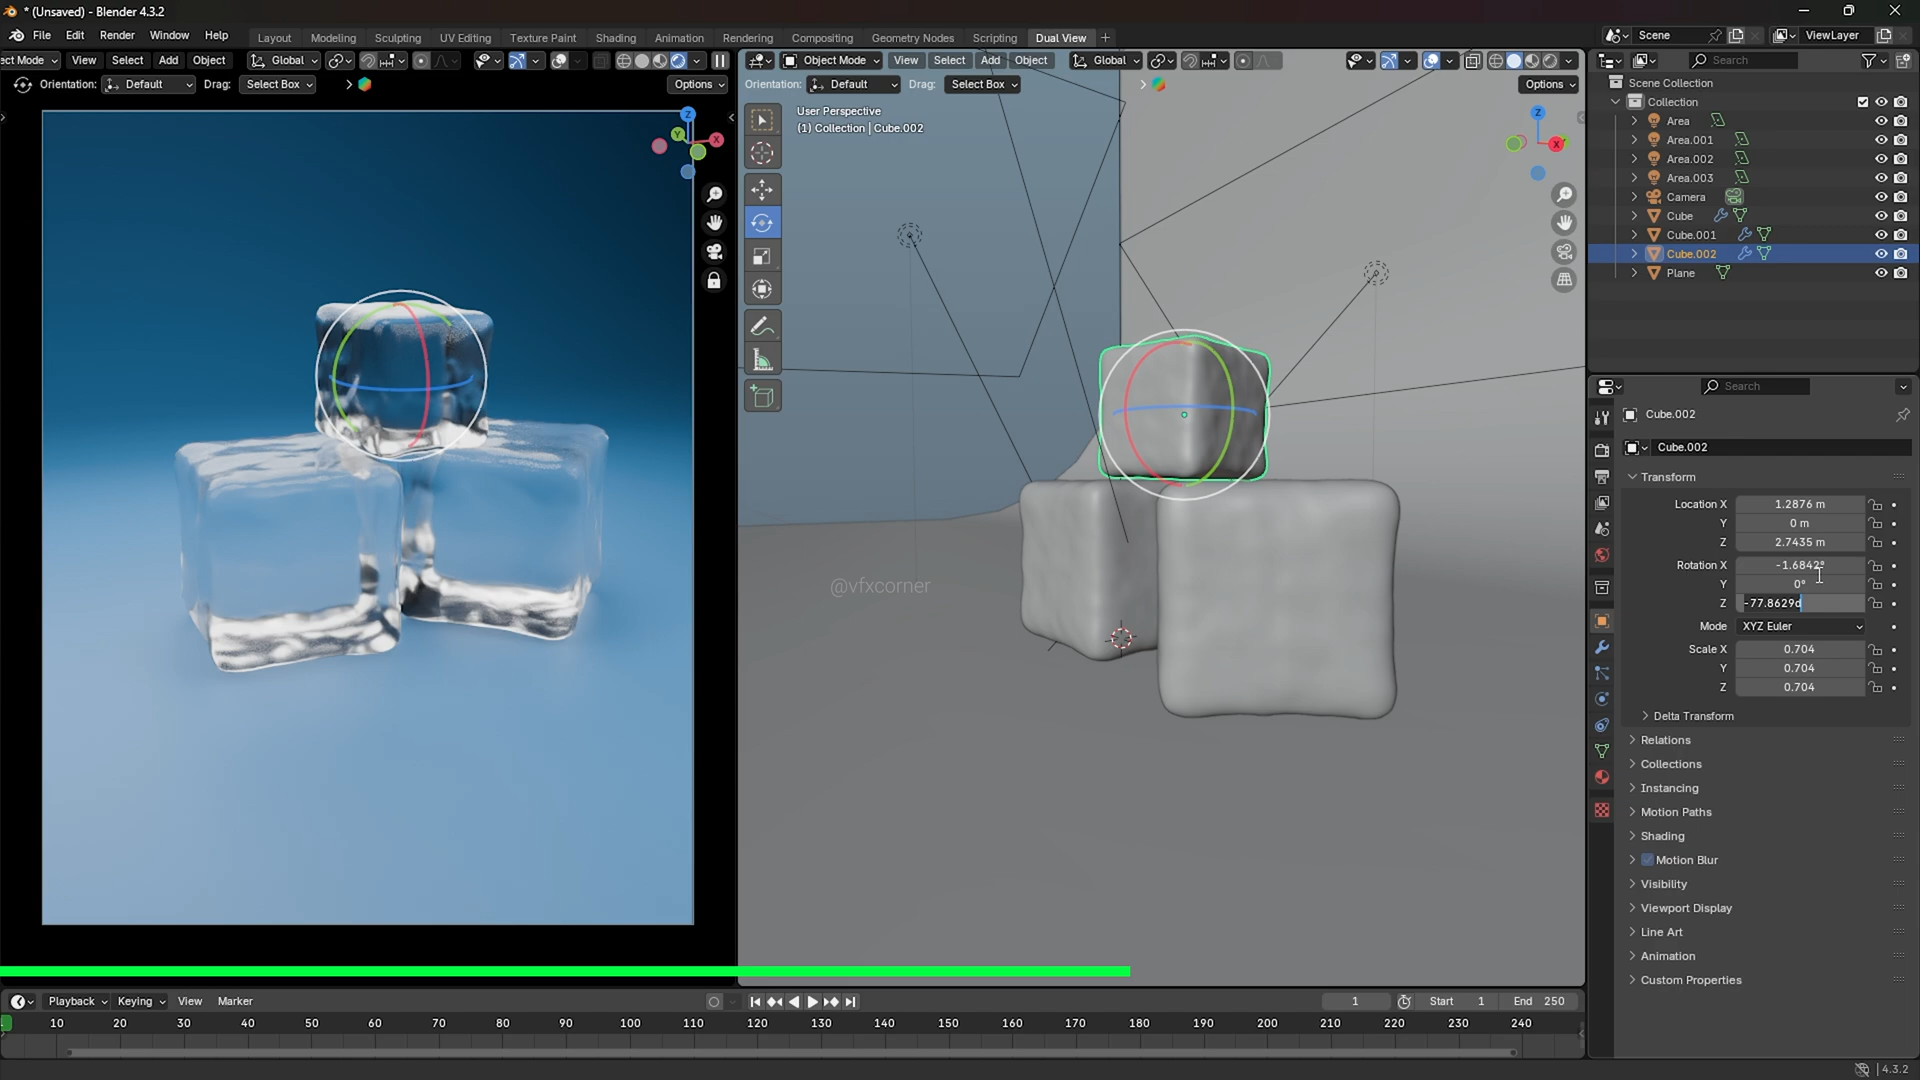 * (Unsaved) - Blender 4.3.2
File Edit Render Window Help
Layout Modeling Sculpting UV Editing Texture Paint Shading Animation Rendering Compositing Geometry Nodes Scripting Dual View +
Scene
ViewLayer
ect Mode View Select Add Object Global
Object Mode View Select Add Object Global
Search
Orientation: Default Drag: Select Box > Options
Orientation: Default Drag: Select Box > Options
Scene Collection
Collection
Area
Area.001
Area.002
Area.003
Camera
Cube
Cube.001
Cube.002
Plane
Z
Y
X
User Perspective
(1) Collection | Cube.002
Z
X
@vfxcorner
Search
Cube.002
Cube.002
Transform
Location X 1.2876 m
Y 0 m
Z 2.7435 m
Rotation X -1.6842°
Y 0°
Z -77.8629d
Mode XYZ Euler
Scale X 0.704
Y 0.704
Z 0.704
Delta Transform
Relations
Collections
Instancing
Motion Paths
Shading
Motion Blur
Visibility
Viewport Display
Line Art
Animation
Custom Properties
Playback Keying View Marker
1 Start 1 End 250
10 20 30 40 50 60 70 80 90 100 110 120 130 140 150 160 170 180 190 200 210 220 230 240
4.3.2